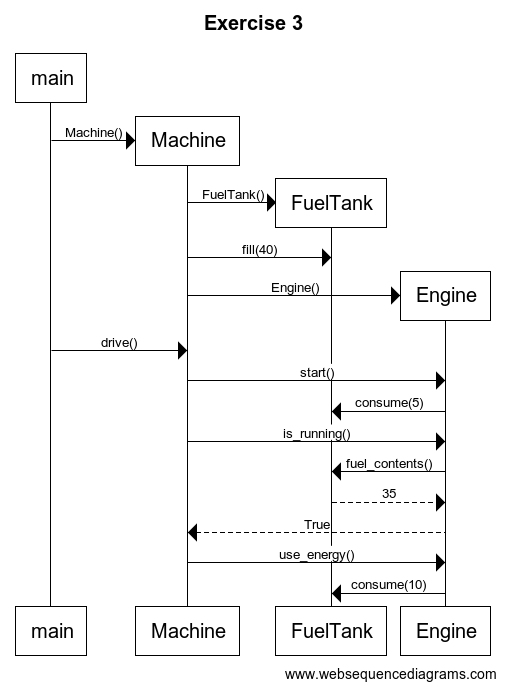 Exercise 3
main
Machine()
Machine
FuelTank()
FuelTank
fill(40)
Engine()
Engine
drive()
start()
consume(5)
is_running()
fuel_contents()
35
True
use_energy()
consume(10)
main
Machine
FuelTank
Engine
www.websequencediagrams.com